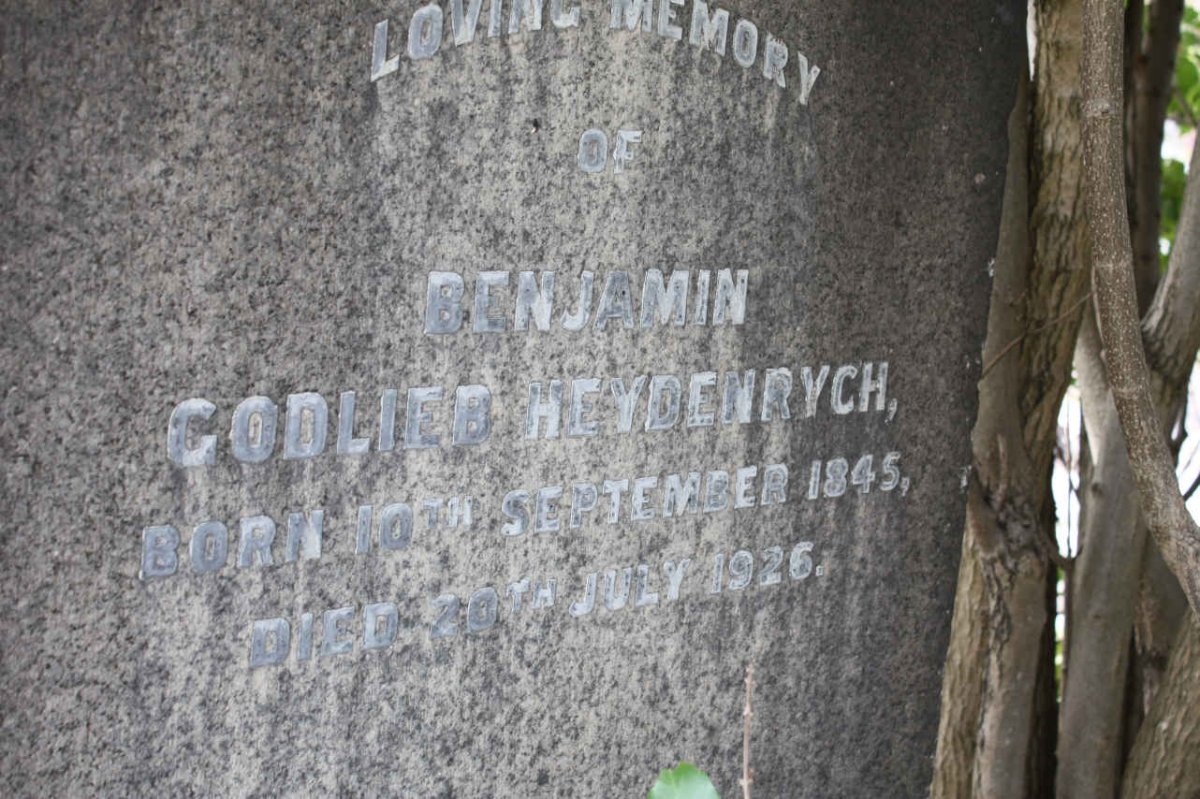 LOVING MEMORY
OF
BENJAMIN
GODLIEB HEYDENRYCH,
BORN 10TH SEPTEMBER 1845,
DIED 20TH JULY 1926.